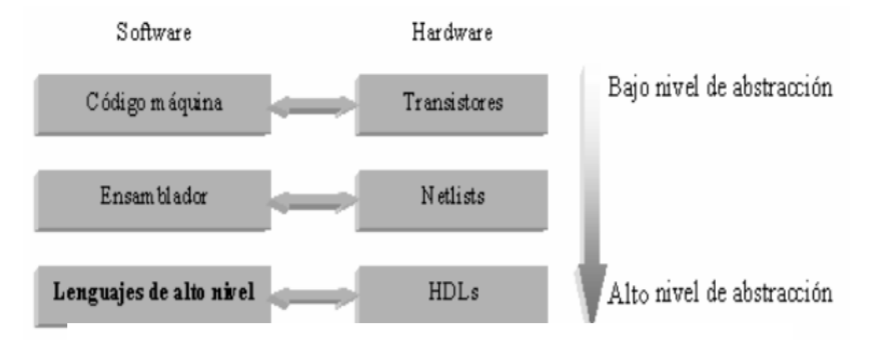 Software Hardware
Código máquina Transistores Bajo nivel de abstracción
Ensamblador Netlists
Lenguajes de alto nivel HDLs Alto nivel de abstracción